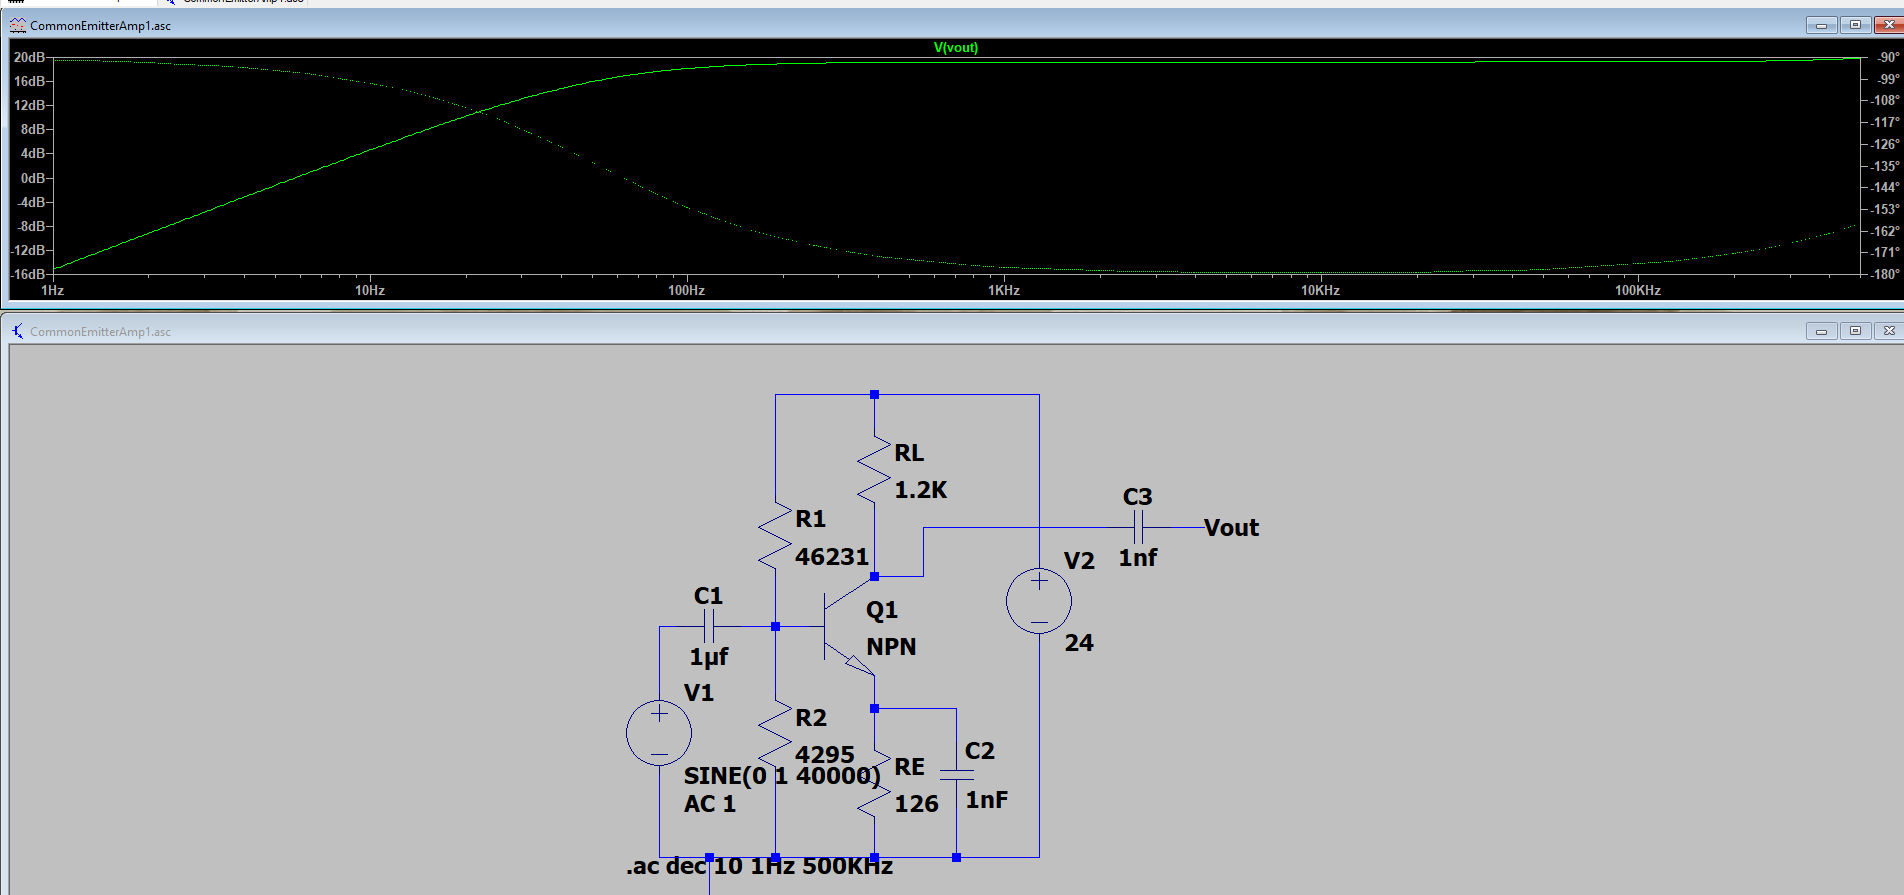 CommonEmitterAmp1.asc
V(vout)
20dB
16dB
12dB
8dB
4dB
0dB
-4dB
-8dB
-12dB
-16dB
-90°
-99°
-108°
-117°
-126°
-135°
-144°
-153°
-162°
-171°
-180°
1Hz 10Hz 100Hz 1KHz 10KHz 100KHz
CommonEmitterAmp1.asc
RL
1.2K
C3
1nf
Vout
R1
46231
V2
24
C1
1µf
Q1
NPN
V1
SINE(0 1 40000)
AC 1
R2
4295
RE
126
C2
1nF
.ac dec 10 1Hz 500KHz